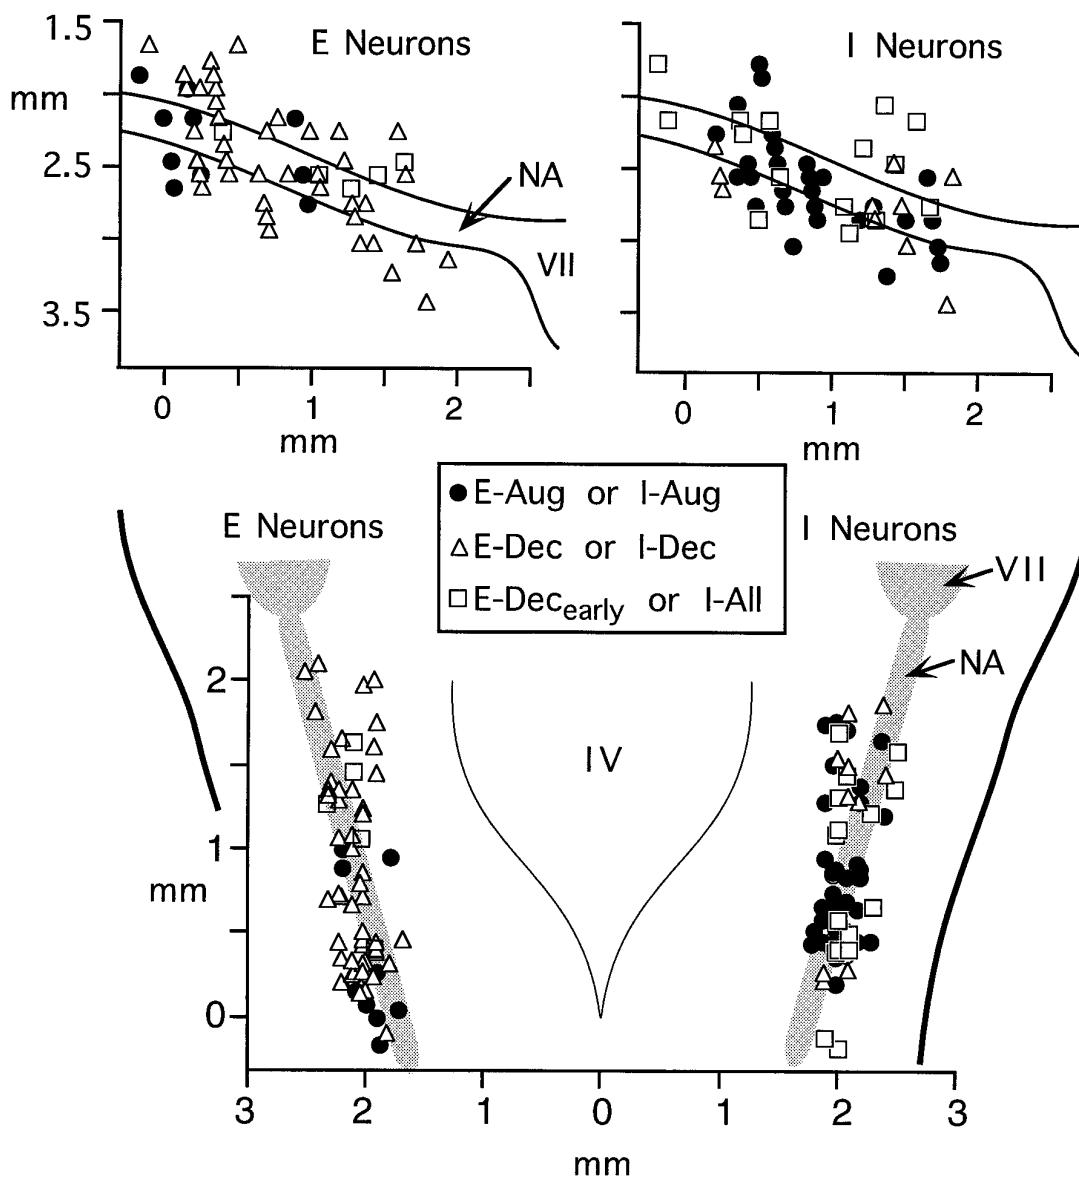 1.5
E Neurons
I Neurons
mm
2.5
NA
VII
3.5
0 1 2
mm
0 1 2
mm
E-Aug or I-Aug
E-Dec or I-Dec
E-Decearly or I-All
E Neurons
I Neurons
VII
NA
2
IV
1
mm
0
3 2 1 0 1 2 3
mm